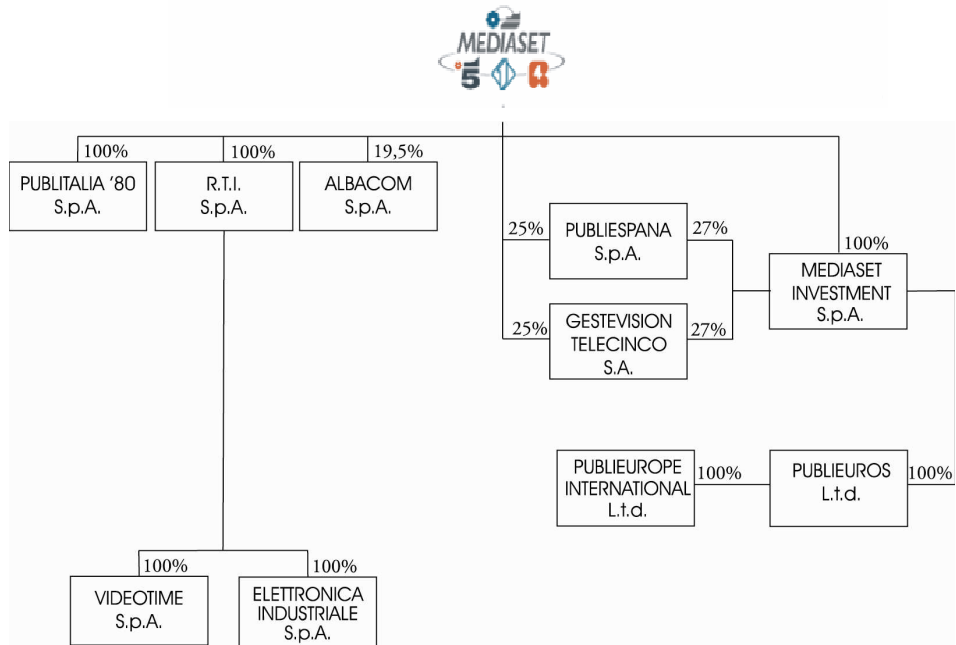 MEDIASET
5
4
100%
100%
19,5%
PUBLITALIA '80
S.p.A.
R.T.I.
S.p.A.
ALBACOM
S.p.A.
25%
PUBLIESPANA
S.p.A.
27%
100%
MEDIASET
INVESTMENT
S.p.A.
25%
GESTEVISION
TELECINCO
S.A.
27%
PUBLIEUROPE
INTERNATIONAL
L.t.d.
100%
PUBLIEUROS
L.t.d.
100%
100%
100%
VIDEOTIME
S.p.A.
ELETTRONICA
INDUSTRIALE
S.p.A.